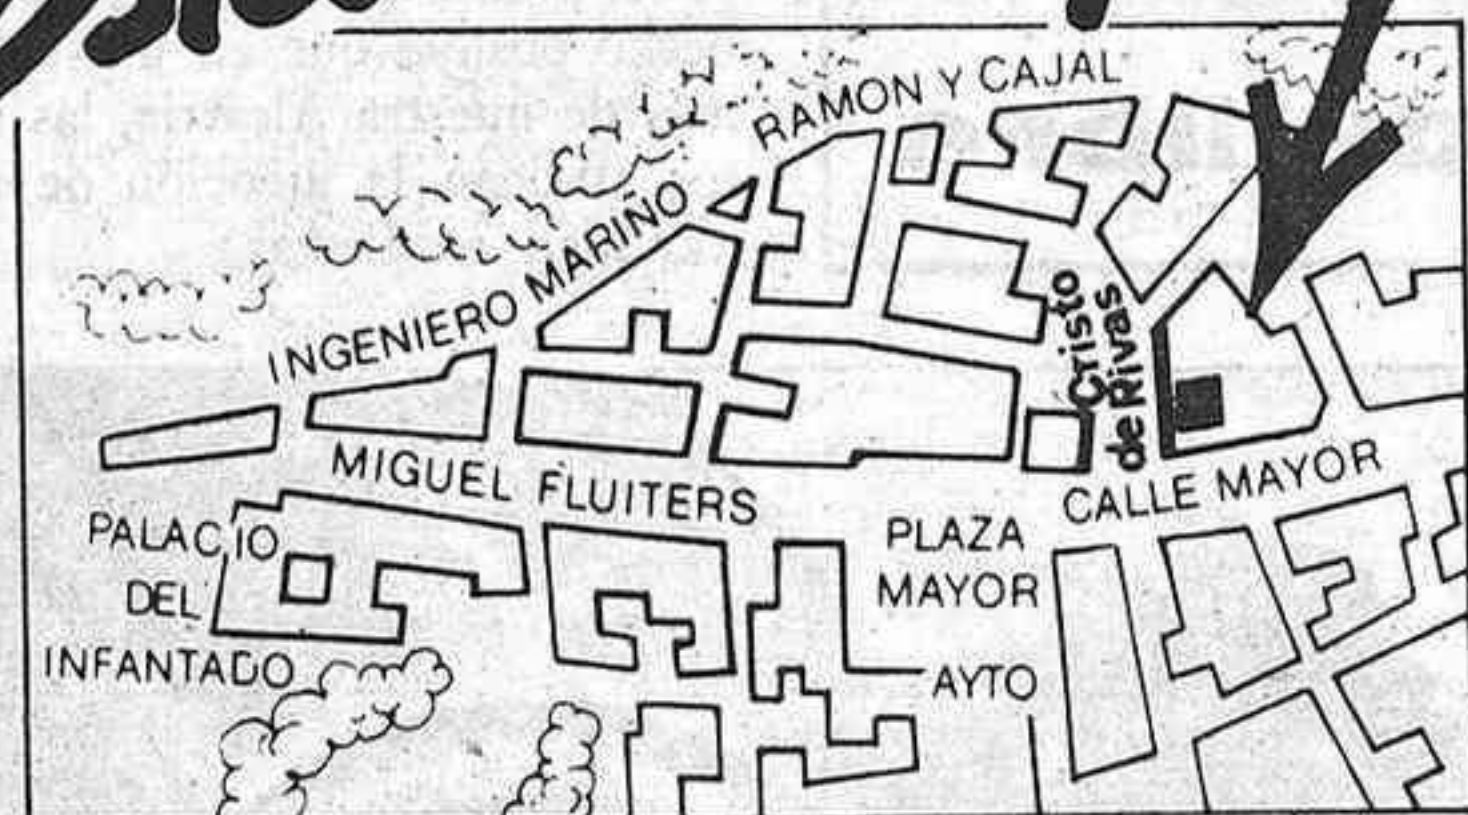 RAMON Y CAJAL
INGENIERO MARIÑO
Cristo
de Rivas
MIGUEL FLUITERS
CALLE MAYOR
PALACIO
DEL
INFANTADO
PLAZA
MAYOR
AYTO